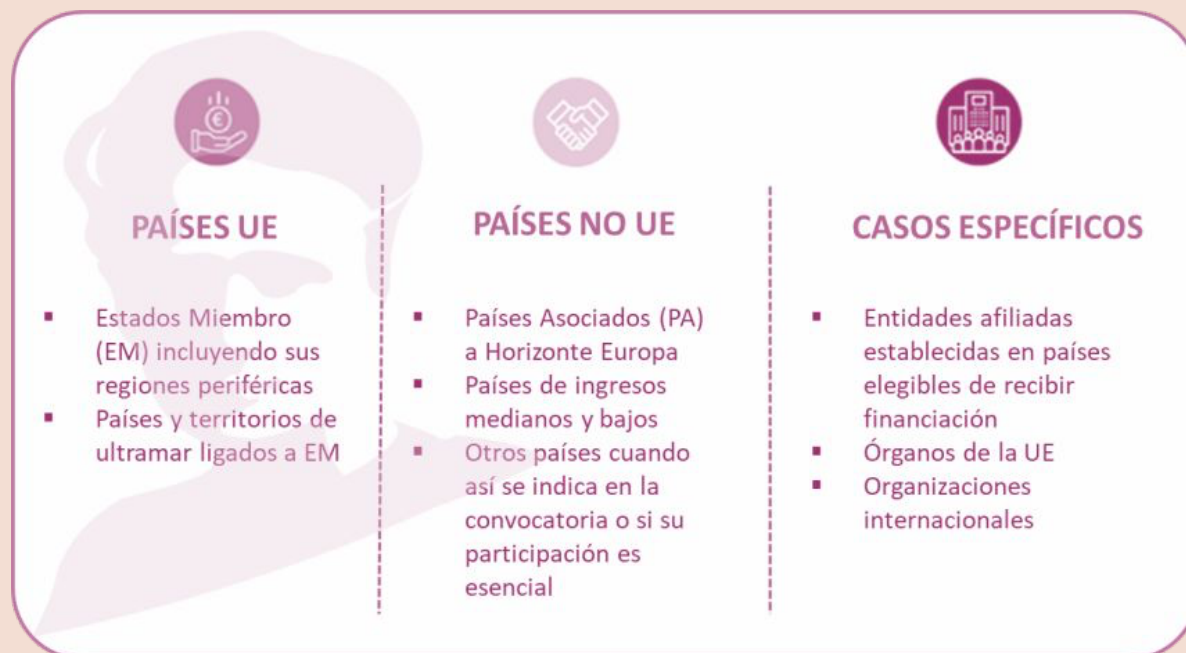 PAÍSES UE
Estados Miembro
(EM) incluyendo sus
regiones periféricas
Países y territorios de
ultramar ligados a EM
PAÍSES NO UE
Países Asociados (PA)
a Horizonte Europa
Países de ingresos
medianos y bajos
Otros países cuando
así se indica en la
convocatoria o si su
participación es
esencial
CASOS ESPECÍFICOS
Entidades afiliadas
establecidas en países
elegibles de recibir
financiación
Órganos de la UE
Organizaciones
internacionales